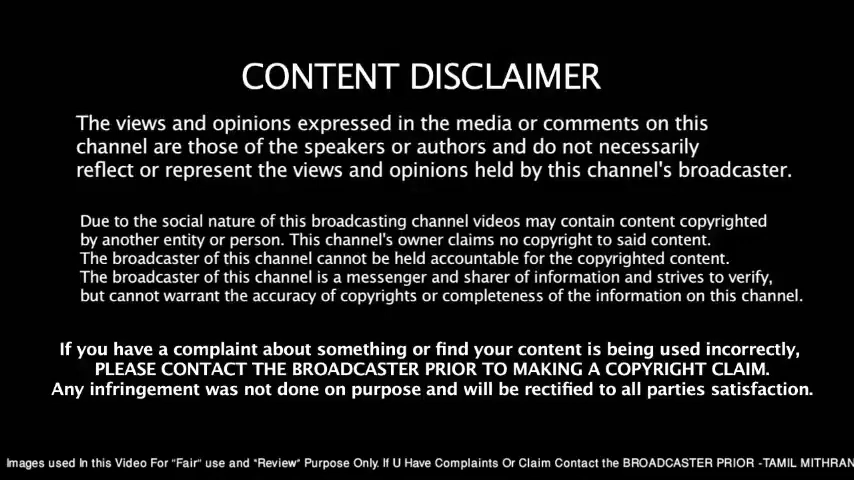 CONTENT DISCLAIMER
The views and opinions expressed in the media or comments on this
channel are those of the speakers or authors and do not necessarily
reflect or represent the views and opinions held by this channel's broadcaster.
Due to the social nature of this broadcasting channel videos may contain content copyrighted
by another entity or person. This channel's owner claims no copyright to said content.
The broadcaster of this channel cannot be held accountable for the copyrighted content.
The broadcaster of this channel is a messenger and sharer of information and strives to verify,
but cannot warrant the accuracy of copyrights or completeness of the information on this channel.
If you have a complaint about something or find your content is being used incorrectly,
PLEASE CONTACT THE BROADCASTER PRIOR TO MAKING A COPYRIGHT CLAIM.
Any infringement was not done on purpose and will be rectified to all parties satisfaction.
Images used In this Video For "Fair" use and "Review" Purpose Only. If U Have Complaints Or Claim Contact the BROADCASTER PRIOR -TAMIL MITHRAN